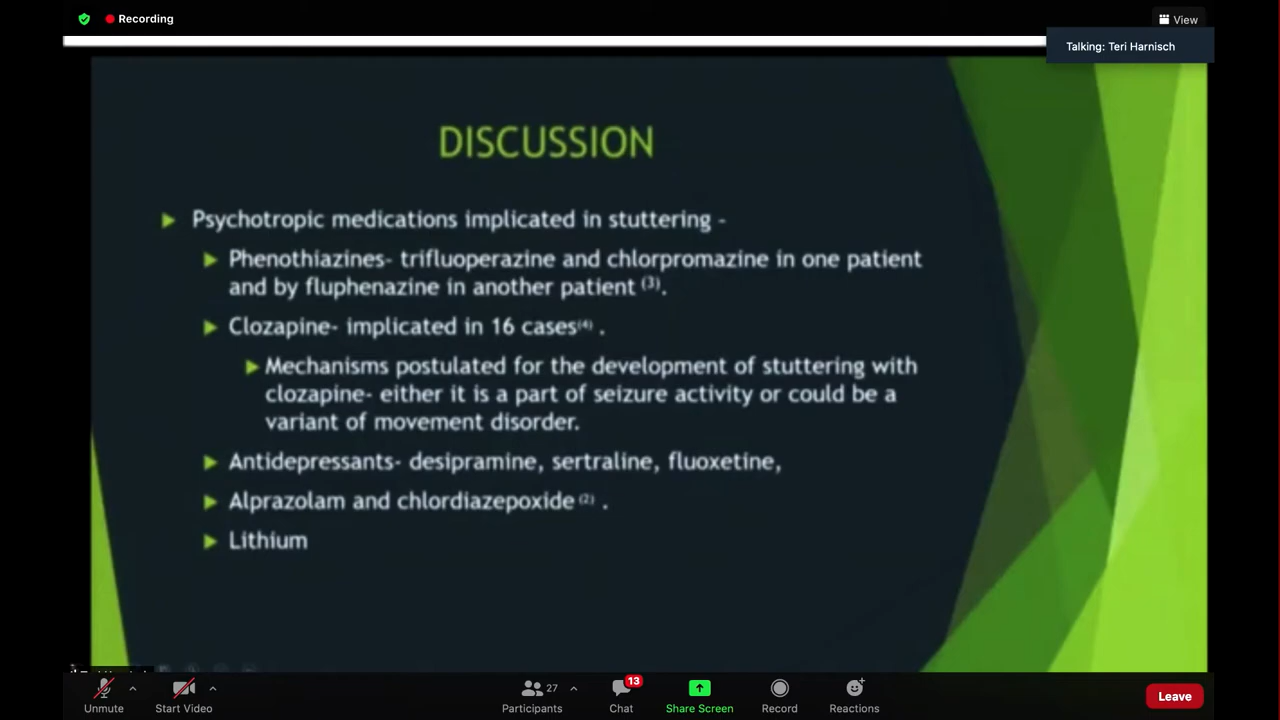 Recording
View
Talking: Teri Harnisch
DISCUSSION
Psychotropic medications implicated in stuttering -
Phenothiazines- trifluoperazine and chlorpromazine in one patient
and by fluphenazine in another patient (3).
Clozapine- implicated in 16 cases(4) .
Mechanisms postulated for the development of stuttering with
clozapine- either it is a part of seizure activity or could be a
variant of movement disorder.
Antidepressants- desipramine, sertraline, fluoxetine,
Alprazolam and chlordiazepoxide (2) .
Lithium
Unmute
Start Video
27
Participants
13
Chat
Share Screen
Record
Reactions
Leave